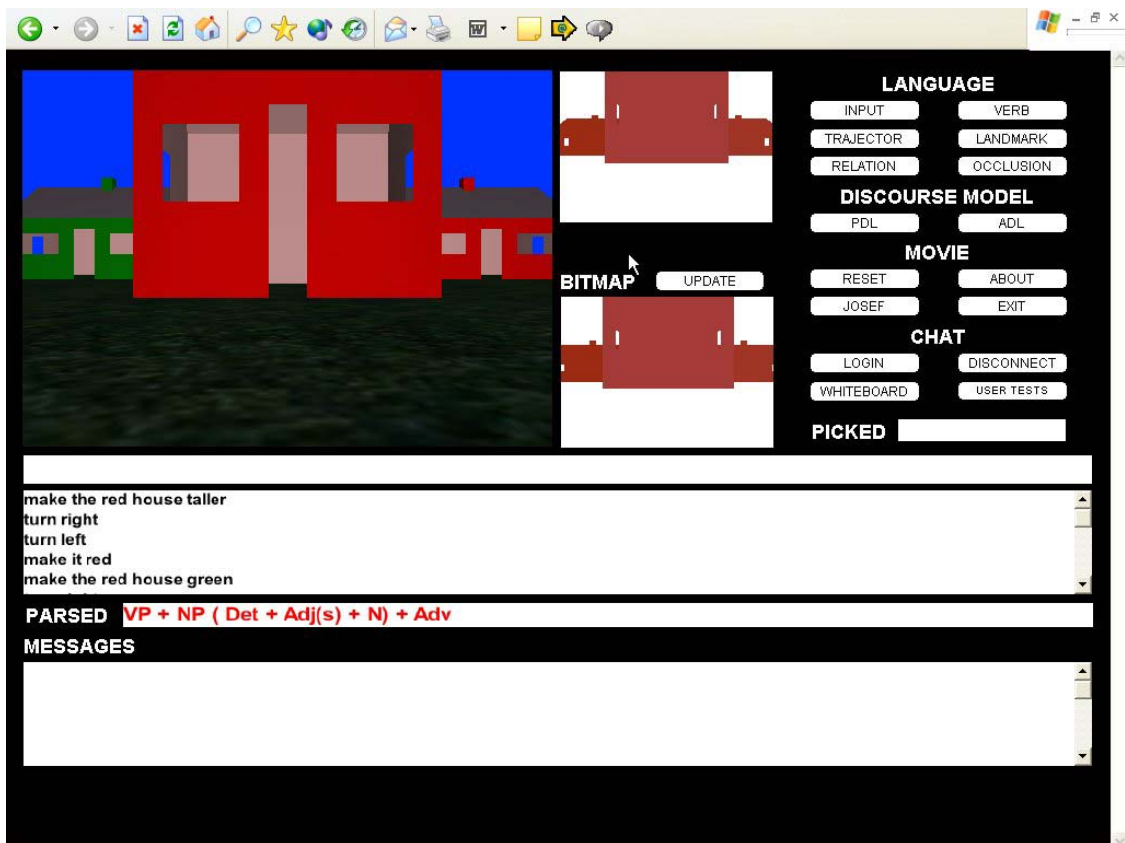 LANGUAGE
INPUT VERB
TRAJECTOR LANDMARK
RELATION OCCLUSION
DISCOURSE MODEL
PDL ADL
MOVIE
RESET ABOUT
JOSEF EXIT
CHAT
LOGIN DISCONNECT
WHITEBOARD USER TESTS
PICKED
BITMAP UPDATE
make the red house taller
turn right
turn left
make it red
make the red house green
PARSED VP + NP ( Det + Adj(s) + N) + Adv
MESSAGES